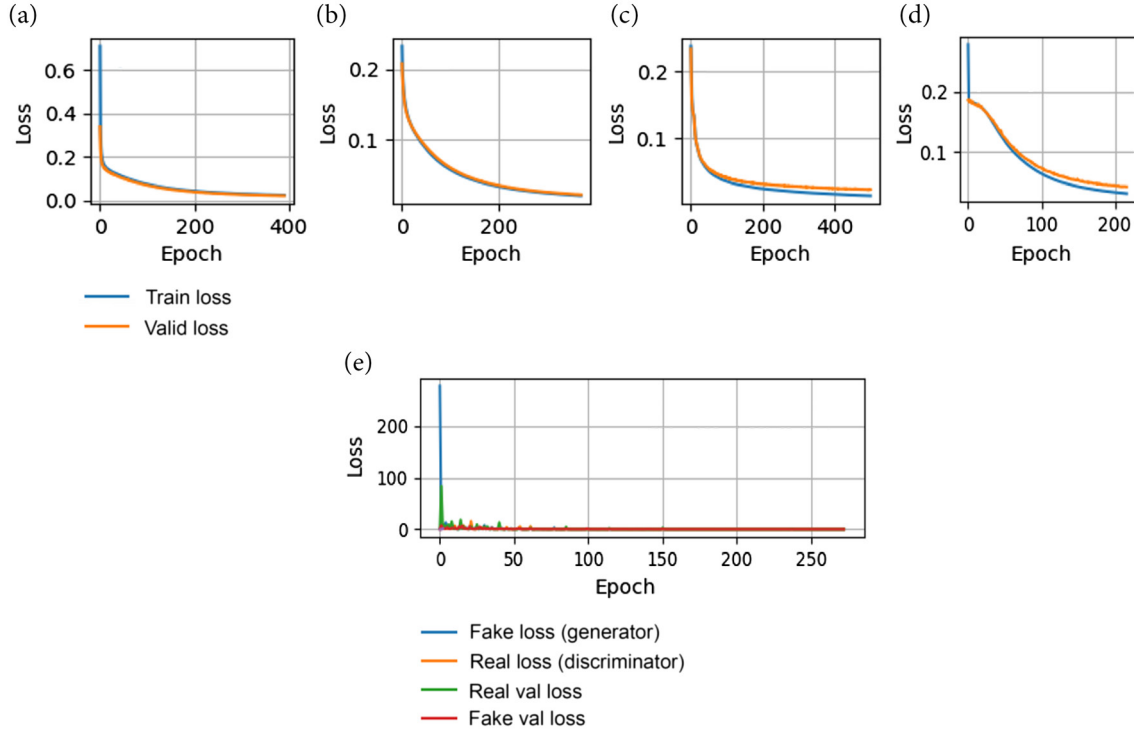 (a)
(b)
(c)
(d)
0.6
0.4
0.2
0.0
Loss
0 200 400
Epoch
0.2
0.1
Loss
0 200
Epoch
0.2
0.1
Loss
0 200 400
Epoch
0.2
0.1
Loss
0 100 200
Epoch
Train loss
Valid loss
(e)
200
100
0
Loss
0 50 100 150 200 250
Epoch
Fake loss (generator)
Real loss (discriminator)
Real val loss
Fake val loss